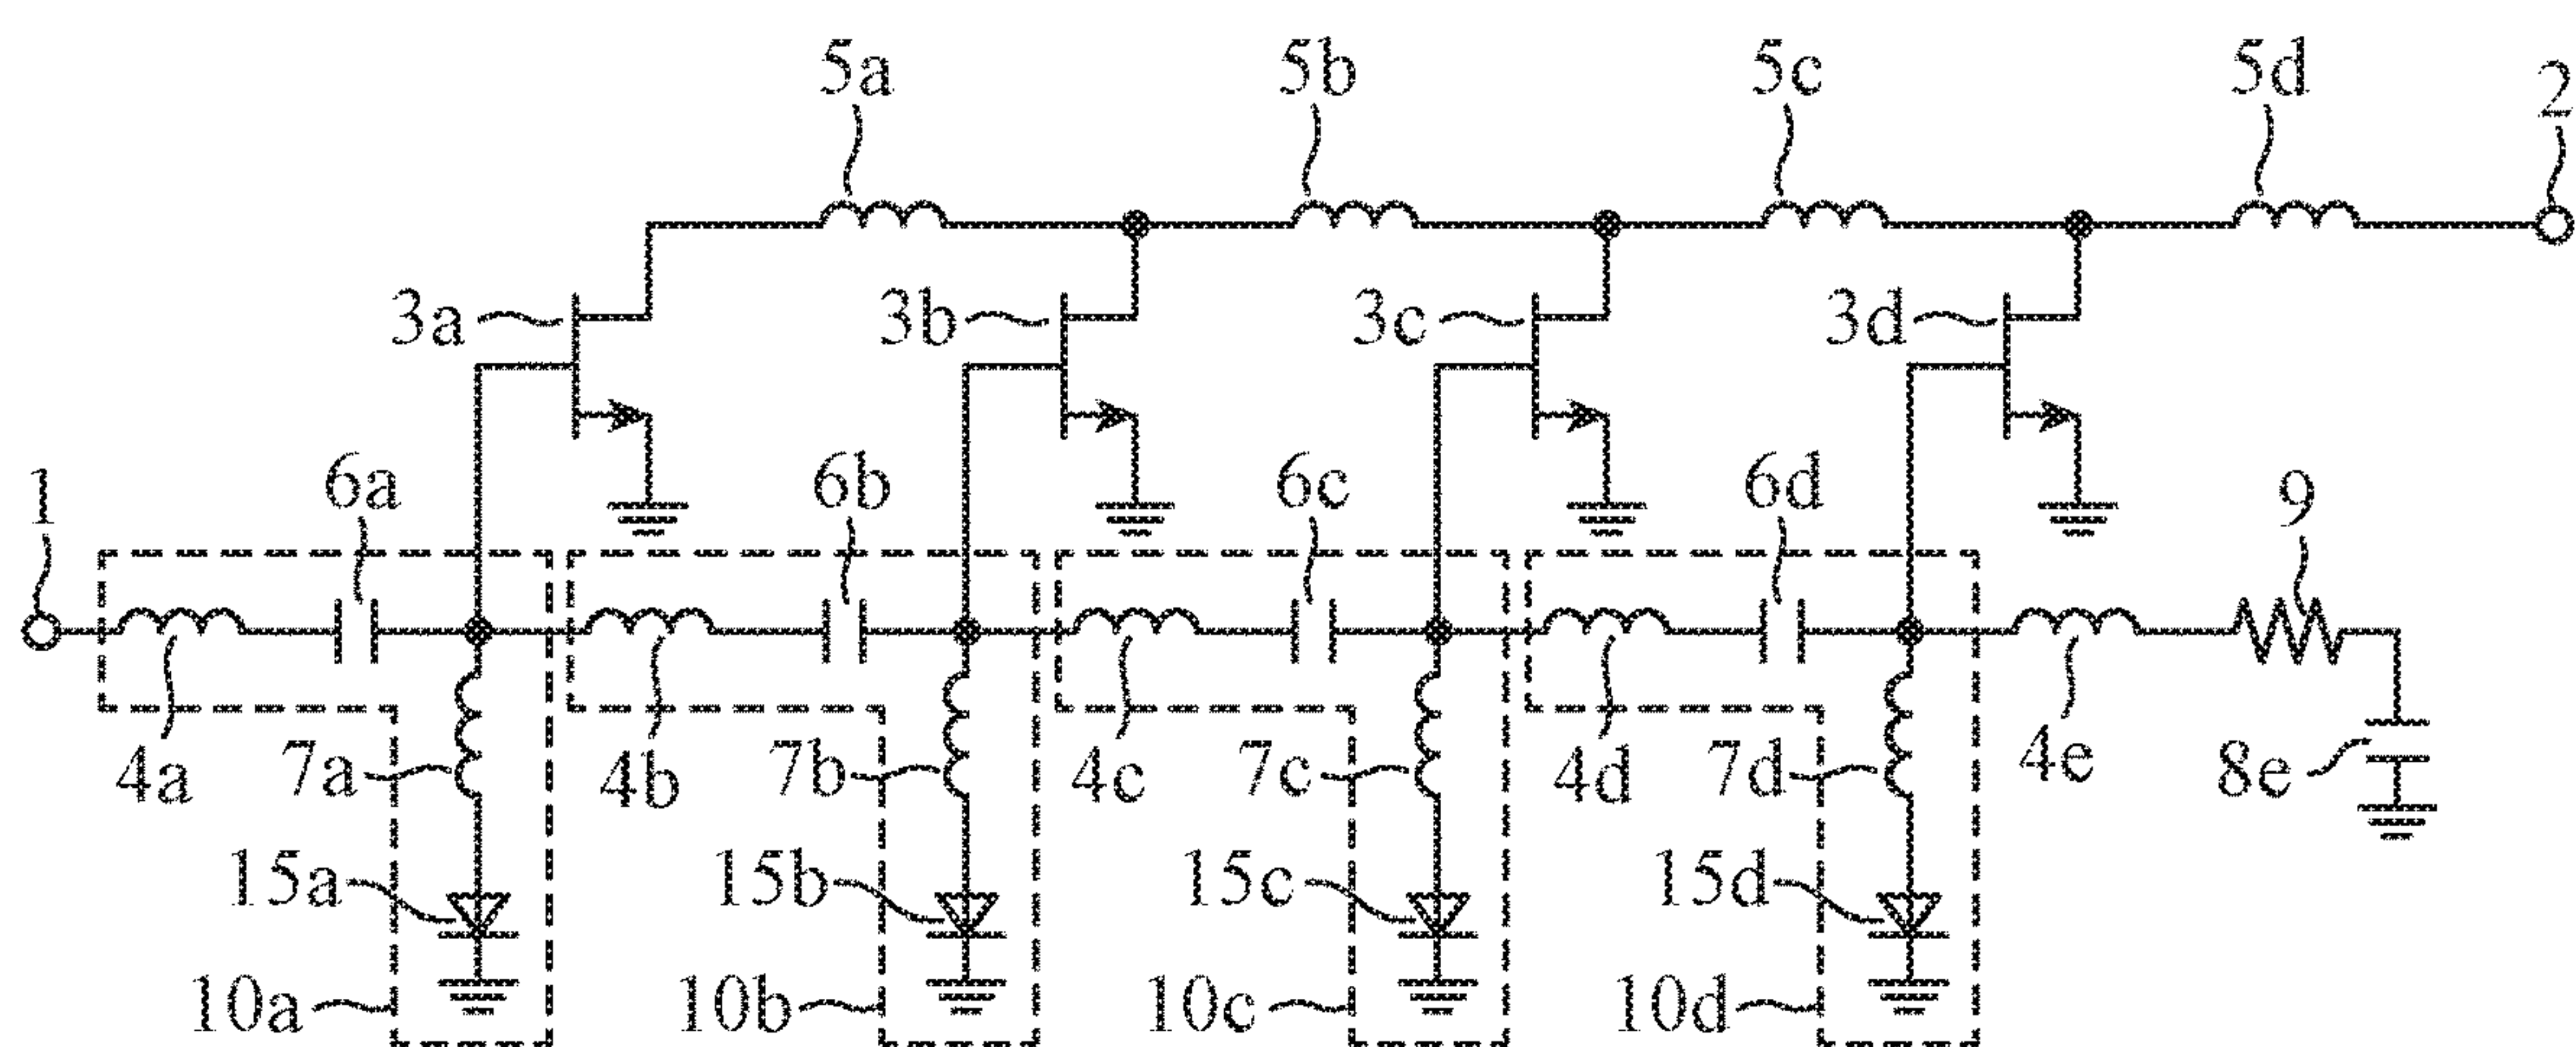 5a 5b 5c 5d 2
3a 3b 3c 3d
1 6a 6b 6c 6d 9
4a 7a 4b 7b 4c 7c 4d 7d 4e 8e
15a 15b 15c 15d
10a 10b 10c 10d